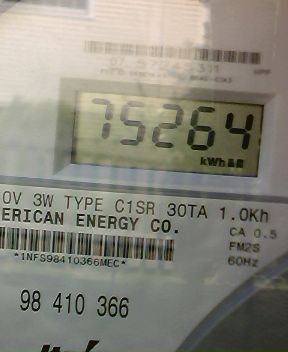 75264
kWh
0V 3W TYPE C1SR 30TA 1.0Kh
ERICAN ENERGY CO.
CA 0.5
FM2S
*1NFS98410366MEC*
60Hz
98 410 366